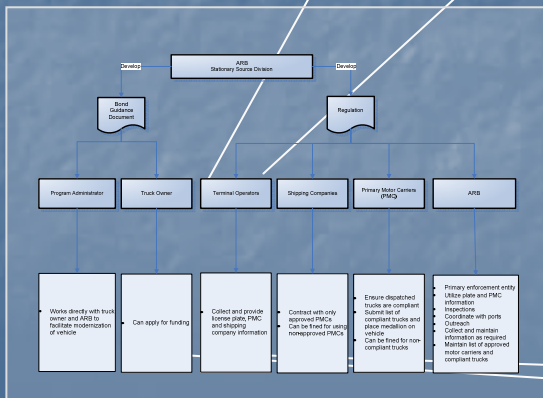 ARB
Stationary Source Division
Develop
Develop
Bond
Guidance
Document
Regulation
Program Administrator
Truck Owner
Terminal Operators
Shipping Companies
Primary Motor Carriers
(PMC)
ARB
• Works directly with truck
owner and ARB to
facilitate modernization
of vehicle
• Can apply for funding
• Collect and provide
license plate, PMC
and shipping
company information
• Contract with only
approved PMCs
• Can be fined for using
non-approved PMCs
• Ensure dispatched
trucks are compliant
• Submit list of
compliant trucks and
place medallion on
vehicle
• Can be fined for non-
compliant trucks
• Primary enforcement entity
• Utilize plate and PMC
information
• Inspections
• Coordinate with ports
• Outreach
• Collect and maintain
information as required
• Maintain list of approved
motor carriers and
compliant trucks